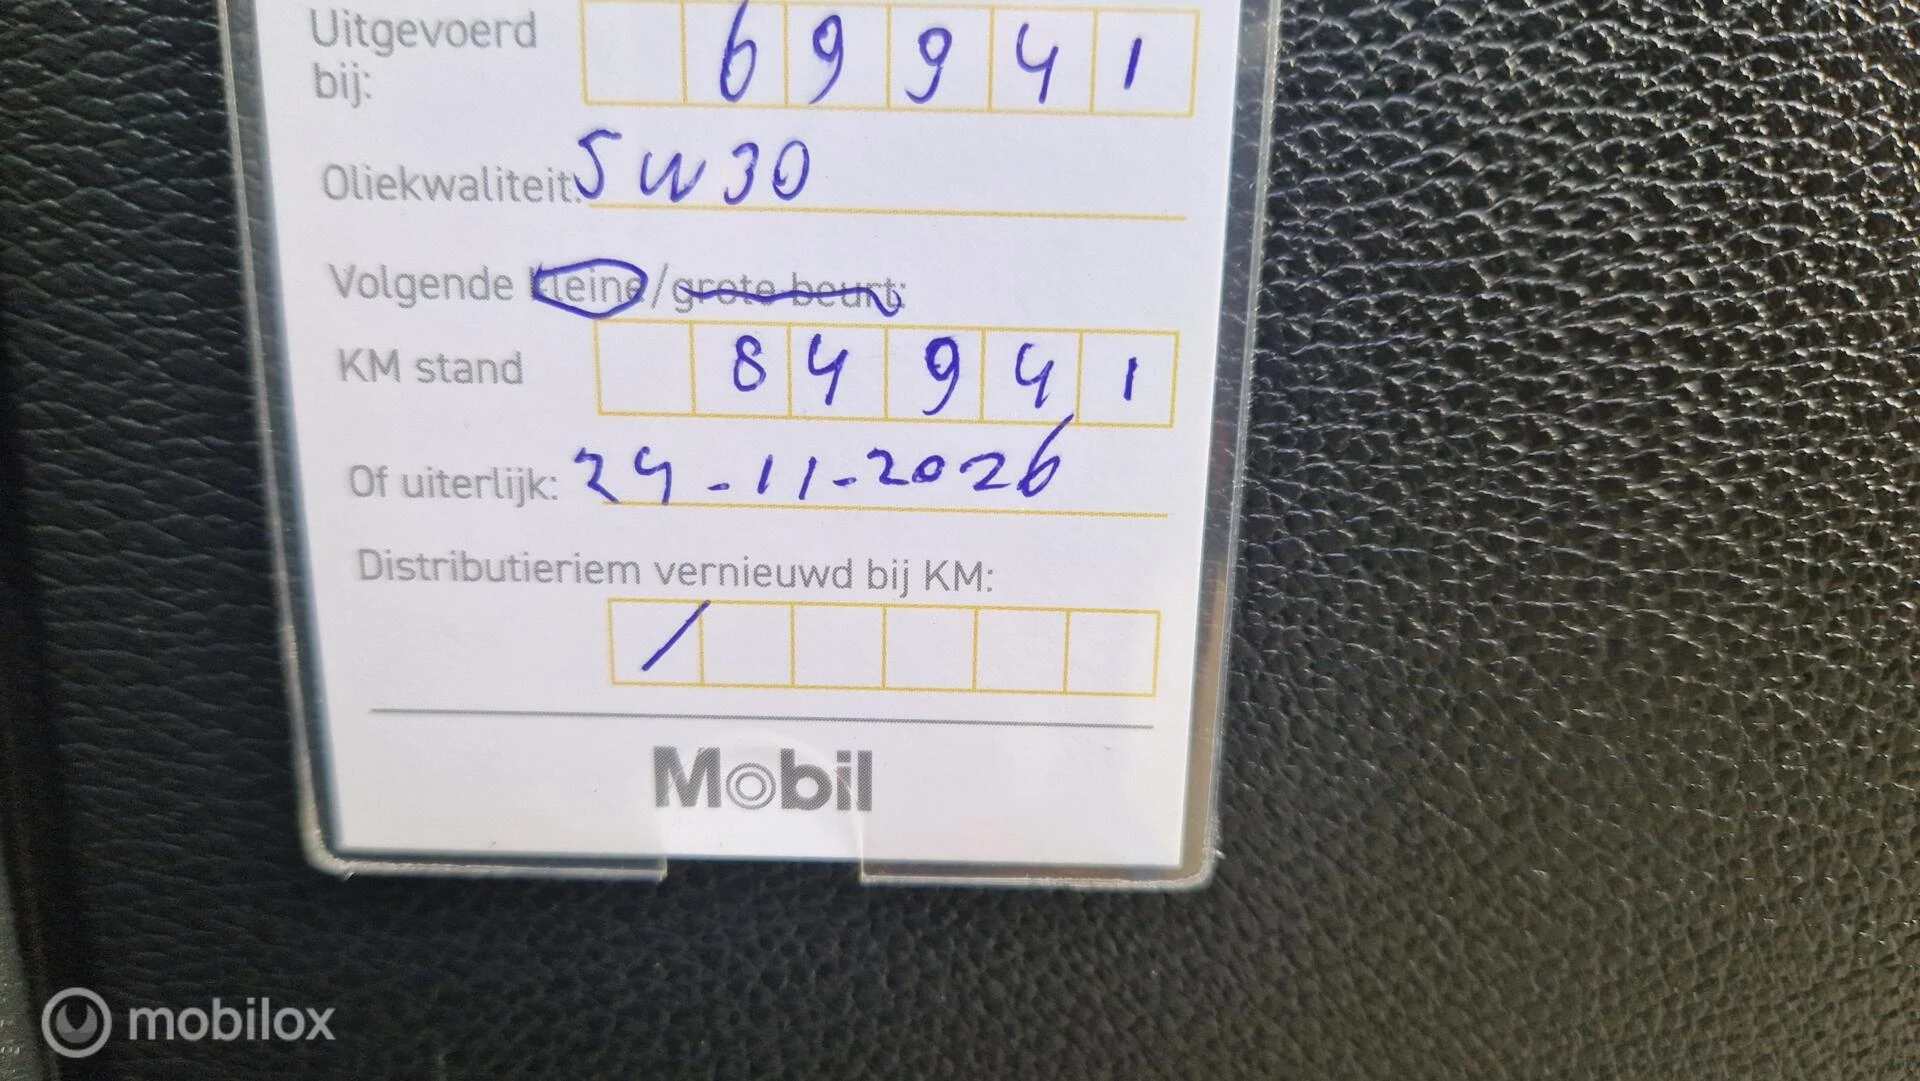 Uitgevoerd
bij: 69941
Oliekwaliteit: 5W30
Volgende kleine/grote beurt:
KM stand 84941
Of uiterlijk: 24-11-2026
Distributieriem vernieuwd bij KM:
/
Mobil
mobilox